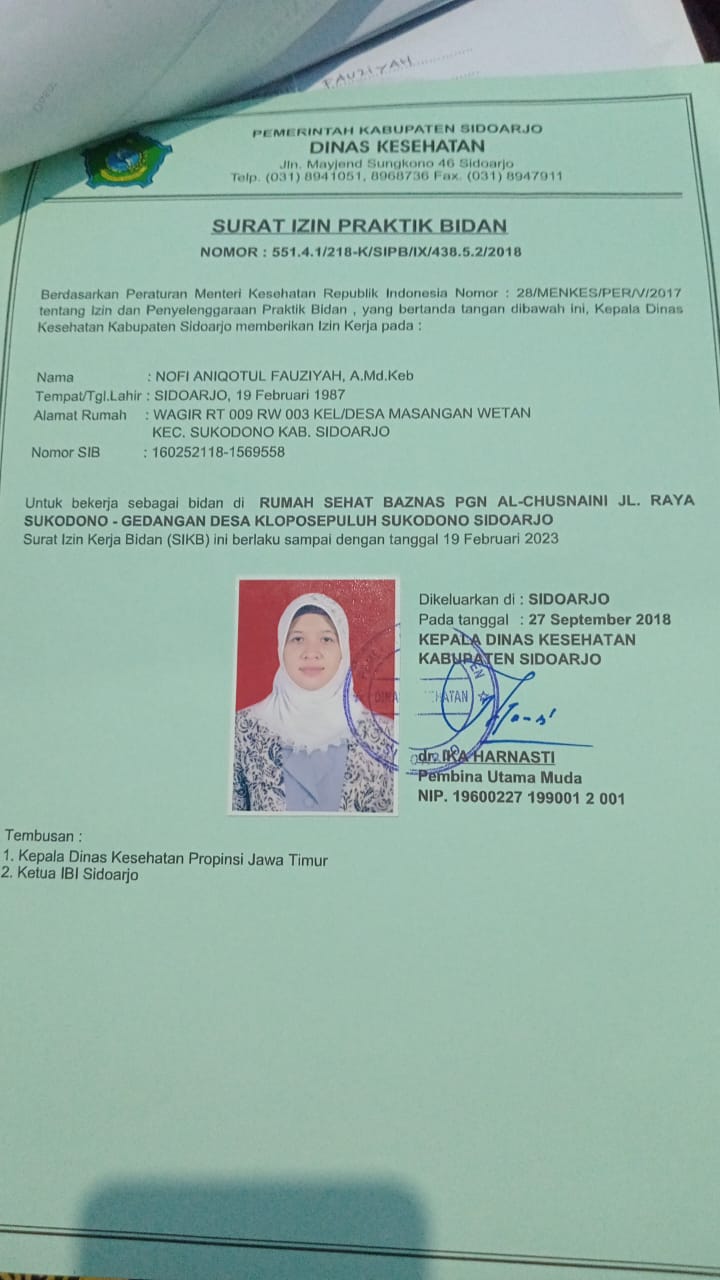 FAUZIYAH
PEMERINTAH KABUPATEN SIDOARJO
DINAS KESEHATAN
Jln. Mayjend Sungkono 46 Sidoarjo
Telp. (031) 8941051, 8968736 Fax. (031) 8947911
SURAT IZIN PRAKTIK BIDAN
NOMOR : 551.4.1/218-K/SIPB/IX/438.5.2/2018
Berdasarkan Peraturan Menteri Kesehatan Republik Indonesia Nomor : 28/MENKES/PER/V/2017
tentang Izin dan Penyelenggaraan Praktik Bidan , yang bertanda tangan dibawah ini, Kepala Dinas
Kesehatan Kabupaten Sidoarjo memberikan Izin Kerja pada :
Nama : NOFI ANIQOTUL FAUZIYAH, A.Md.Keb
Tempat/Tgl.Lahir : SIDOARJO, 19 Februari 1987
Alamat Rumah : WAGIR RT 009 RW 003 KEL/DESA MASANGAN WETAN
KEC. SUKODONO KAB. SIDOARJO
Nomor SIB : 160252118-1569558
Untuk bekerja sebagai bidan di RUMAH SEHAT BAZNAS PGN AL-CHUSNAINI JL. RAYA
SUKODONO - GEDANGAN DESA KLOPOSEPULUH SUKODONO SIDOARJO
Surat Izin Kerja Bidan (SIKB) ini berlaku sampai dengan tanggal 19 Februari 2023
Dikeluarkan di : SIDOARJO
Pada tanggal : 27 September 2018
KEPALA DINAS KESEHATAN
KABUPATEN SIDOARJO
dr. IKA HARNASTI
Pembina Utama Muda
NIP. 19600227 199001 2 001
Tembusan :
1. Kepala Dinas Kesehatan Propinsi Jawa Timur
2. Ketua IBI Sidoarjo